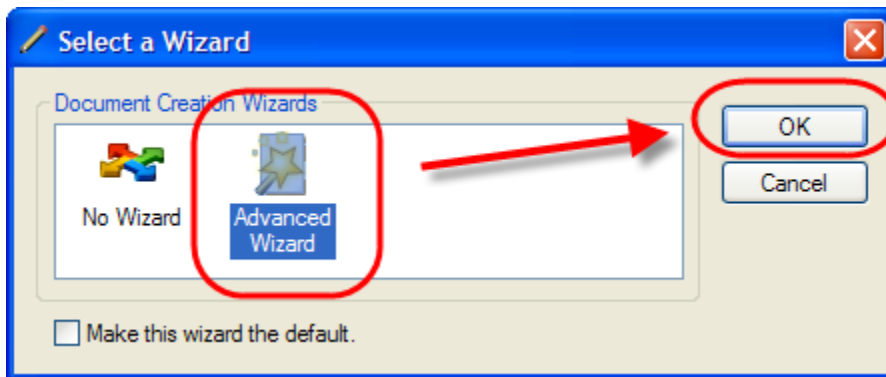 Select a Wizard
Document Creation Wizards
No Wizard
Advanced
Wizard
OK
Cancel
Make this wizard the default.